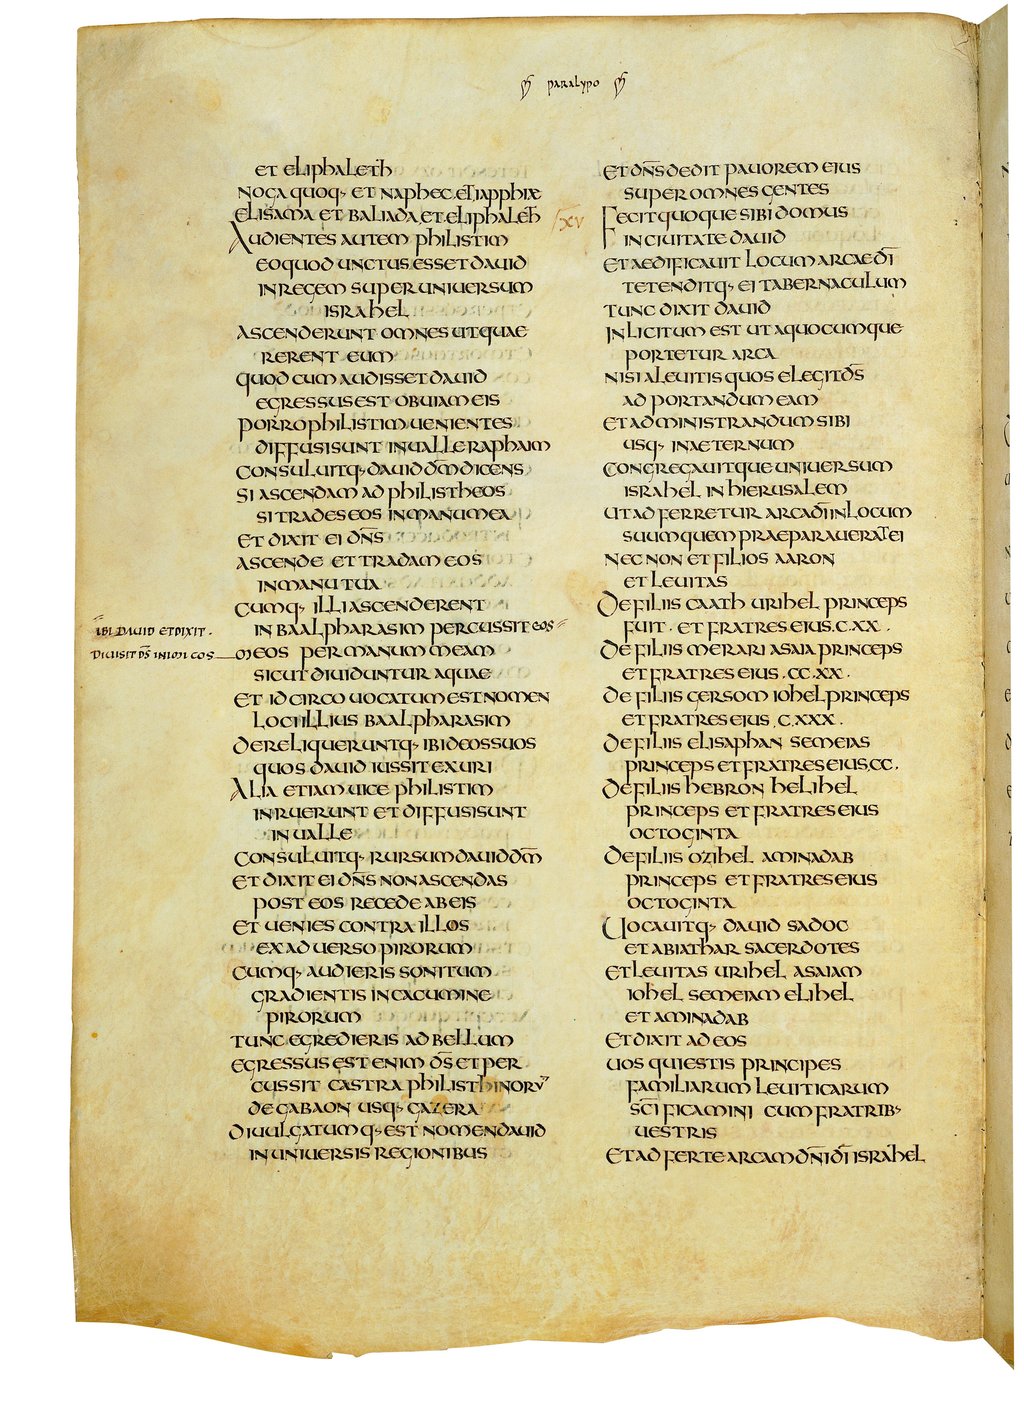 paralypo
ET ELIPHALETH
NOGA QUOQ· ET NAPHEC·ET IAPPHIAE
ELISAMA ET BALIADA ET ELIPHALETH
AUDIENTES AUTEM PHILISTIM
EO QUOD UNCTUS ESSET DAUID
IN REGEM SUPER UNIUERSUM
ISRAHEL
ASCENDERUNT OMNES UT QUAE
RERENT EUM
QUOD CUM AUDISSET DAUID
EGRESSUS EST OBUIAM EIS
PORRO PHILISTIM UENIENTES
DIFFUSI SUNT IN UALLE RAPHAIM
CONSULUITQ· DAUID DM̄ DICENS
SI ASCENDAM AD PHILISTHEOS
SI TRADES EOS IN MANU MEA
ET DIXIT EI DN̄S
ASCENDE ET TRADAM EOS
IN MANU TUA
CUMQ· ILLI ASCENDERENT
IN BAALPHARASIM PERCUSSIT EOS
IBI DAUID ET DIXIT·
DIUISIT DS̄ INIMICOS
MEOS PER MANUM MEAM
SICUT DIUIDUNTUR AQUAE
ET IDCIRCO UOCATUM EST NOMEN
LOCI ILLIUS BAALPHARASIM
DERELIQUERUNTQ· IBI DEOS SUOS
QUOS DAUID IUSSIT EXURI
ALIA ETIAM UICE PHILISTIM
INRUERUNT ET DIFFUSI SUNT
IN UALLE
CONSULUITQ· RURSUM DAUID DM̄
ET DIXIT EI DN̄S NON ASCENDAS
POST EOS RECEDE AB EIS
ET UENIES CONTRA ILLOS
EX ADUERSO PIRORUM
CUMQ· AUDIERIS SONITUM
GRADIENTIS IN CACUMINE
PIRORUM
TUNC EGREDIERIS AD BELLUM
EGRESSUS EST ENIM DS̄ ET PER
CUSSIT CASTRA PHILISTHINORV̄
DE GABAON USQ· GAZERA
DIUULGATUMQ· EST NOMEN DAUID
IN UNIUERSIS REGIONIBUS
ET DN̄S DEDIT PAUOREM EIUS
SUPER OMNES GENTES
XV
FECIT QUOQUE SIBI DOMUS
IN CIUITATE DAUID
ET AEDIFICAUIT LOCUM ARCAE DĪ
TETENDITQ· EI TABERNACULUM
TUNC DIXIT DAUID
INLICITUM EST UT A QUOCUMQUE
PORTETUR ARCA
NISI A LEUITIS QUOS ELEGIT DS̄
AD PORTANDUM EAM
ET AD MINISTRANDUM SIBI
USQ· IN AETERNUM
CONGREGAUITQUE UNIUERSUM
ISRAHEL IN HIERUSALEM
UT ADFERRETUR ARCA DĪ IN LOCUM
SUUM QUEM PRAEPARAUERAT EI
NEC NON ET FILIOS AARON
ET LEUITAS
DE FILIIS CAATH URIHEL PRINCEPS
FUIT· ET FRATRES EIUS·C·XX·
DE FILIIS MERARI ASAIA PRINCEPS
ET FRATRES EIUS·CC·XX·
DE FILIIS GERSOM IOHEL PRINCEPS
ET FRATRES EIUS·C·XXX·
DE FILIIS ELISAPHAN SEMEIAS
PRINCEPS ET FRATRES EIUS·CC·
DE FILIIS HEBRON HELIHEL
PRINCEPS ET FRATRES EIUS
OCTOGINTA
DE FILIIS OZIHEL AMINADAB
PRINCEPS ET FRATRES EIUS
OCTOGINTA
UOCAUITQ· DAUID SADOC
ET ABIATHAR SACERDOTES
ET LEUITAS URIHEL ASAIAM
IOHEL SEMEIAM ELIHEL
ET AMINADAB
ET DIXIT AD EOS
UOS QUI ESTIS PRINCIPES
FAMILIARUM LEUITICARUM
SC̄IFICAMINI CUM FRATRIB·
UESTRIS
ET ADFERTE ARCAM DN̄I DĪ ISRAHEL